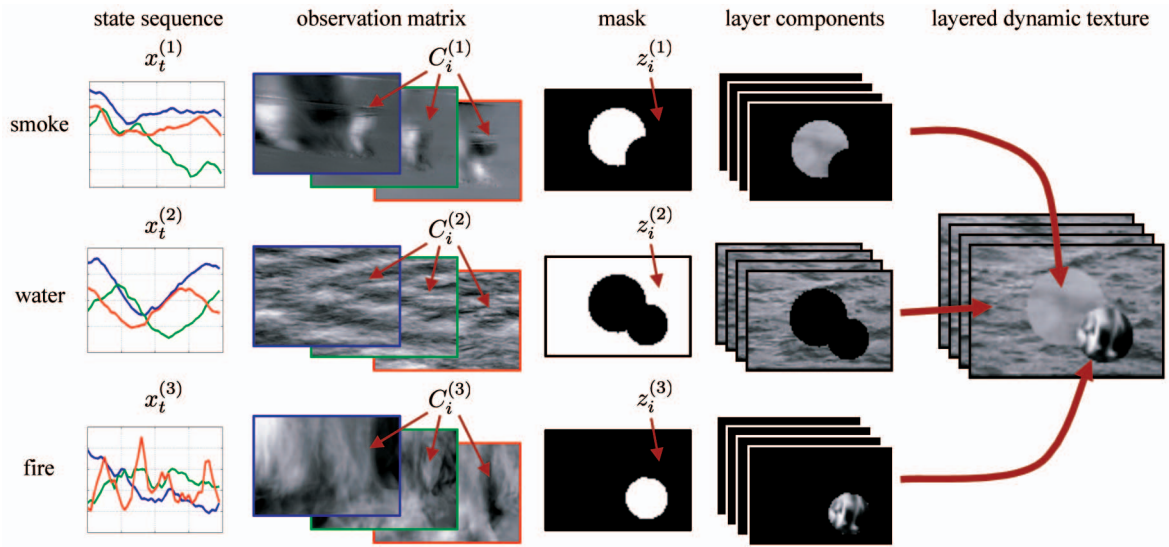 state sequence observation matrix mask layer components layered dynamic texture
x_t^{(1)} C_i^{(1)} z_i^{(1)}
smoke
x_t^{(2)} C_i^{(2)} z_i^{(2)}
water
x_t^{(3)} C_i^{(3)} z_i^{(3)}
fire